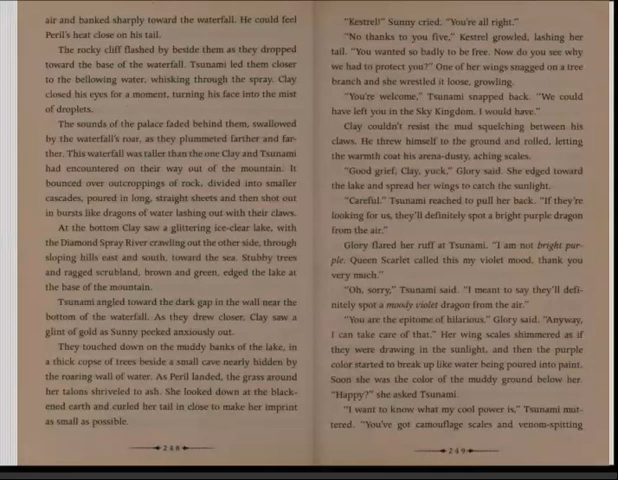 air and banked sharply toward the waterfall. He could feel
Peril's heat close on his tail.
The rocky cliff flashed by beside them as they dropped
toward the base of the waterfall. Tsunami led them closer
to the bellowing water, whisking through the spray. Clay
closed his eyes for a moment, turning his face into the mist
of droplets.
The sounds of the palace faded behind them, swallowed
by the waterfall's roar, as they plummeted farther and far-
ther. This waterfall was taller than the one Clay and Tsunami
had encountered on their way out of the mountain. It
bounced over outcroppings of rock, divided into smaller
cascades, poured in long, straight sheets and then shot out
in bursts like dragons of water lashing out with their claws.
At the bottom Clay saw a glittering ice-clear lake, with
the Diamond Spray River crawling out the other side, through
sloping hills east and south, toward the sea. Stubby trees
and ragged scrubland, brown and green, edged the lake at
the base of the mountain.
Tsunami angled toward the dark gap in the wall near the
bottom of the waterfall. As they drew closer, Clay saw a
glint of gold as Sunny peeked anxiously out.
They touched down on the muddy banks of the lake, in
a thick copse of trees beside a small cave nearly hidden by
the roaring wall of water. As Peril landed, the grass around
her talons shriveled to ash. She looked down at the black-
ened earth and curled her tail in close to make her imprint
as small as possible.
248
"Kestrel!" Sunny cried. "You're all right."
"No thanks to you five," Kestrel growled, lashing her
tail. "You wanted so badly to be free. Now do you see why
we had to protect you?" One of her wings snagged on a tree
branch and she wrestled it loose, growling.
"You're welcome," Tsunami snapped back. "We could
have left you in the Sky Kingdom. I would have."
Clay couldn't resist the mud squelching between his
claws. He threw himself to the ground and rolled, letting
the warmth coat his arena-dusty, aching scales.
"Good grief, Clay, yuck," Glory said. She edged toward
the lake and spread her wings to catch the sunlight.
"Careful." Tsunami reached to pull her back. "If they're
looking for us, they'll definitely spot a bright purple dragon
from the air."
Glory flared her ruff at Tsunami. "I am not bright pur-
ple. Queen Scarlet called this my violet mood, thank you
very much."
"Oh, sorry," Tsunami said. "I meant to say they'll defi-
nitely spot a moody violet dragon from the air."
"You are the epitome of hilarious," Glory said. "Anyway,
I can take care of that." Her wing scales shimmered as if
they were drawing in the sunlight, and then the purple
color started to break up like water being poured into paint.
Soon she was the color of the muddy ground below her.
"Happy?" she asked Tsunami.
"I want to know what my cool power is," Tsunami mut-
tered. "You've got camouflage scales and venom-spitting
249